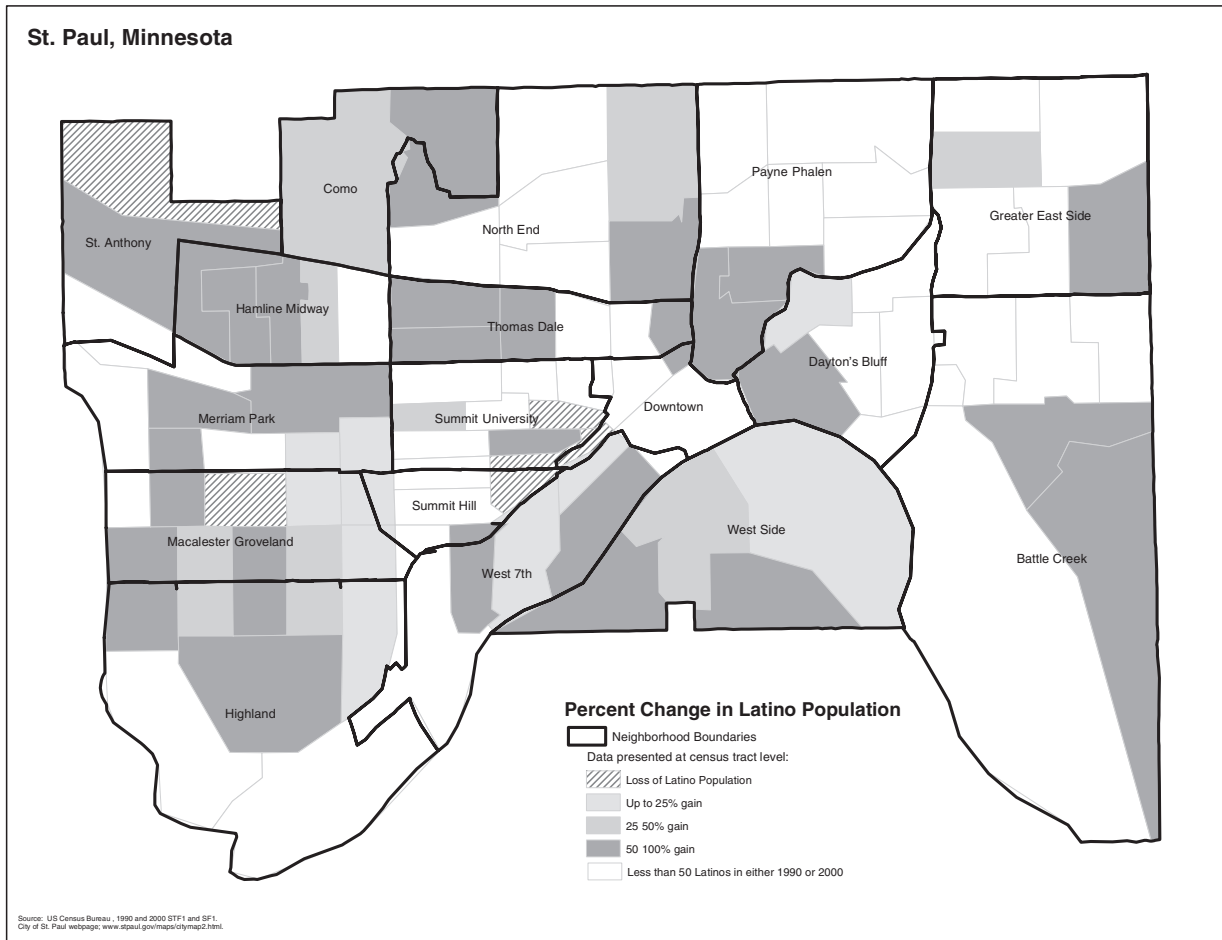 St. Paul, Minnesota
Como
Payne Phalen
St. Anthony
North End
Greater East Side
Hamline Midway
Thomas Dale
Dayton's Bluff
Merriam Park
Summit University
Downtown
Summit Hill
West Side
Macalester Groveland
West 7th
Battle Creek
Highland
Percent Change in Latino Population
Neighborhood Boundaries
Data presented at census tract level:
Loss of Latino Population
Up to 25% gain
25 50% gain
50 100% gain
Less than 50 Latinos in either 1990 or 2000
Source: US Census Bureau , 1990 and 2000 STF1 and SF1.
City of St. Paul webpage; www.stpaul.gov/maps/citymap2.html.